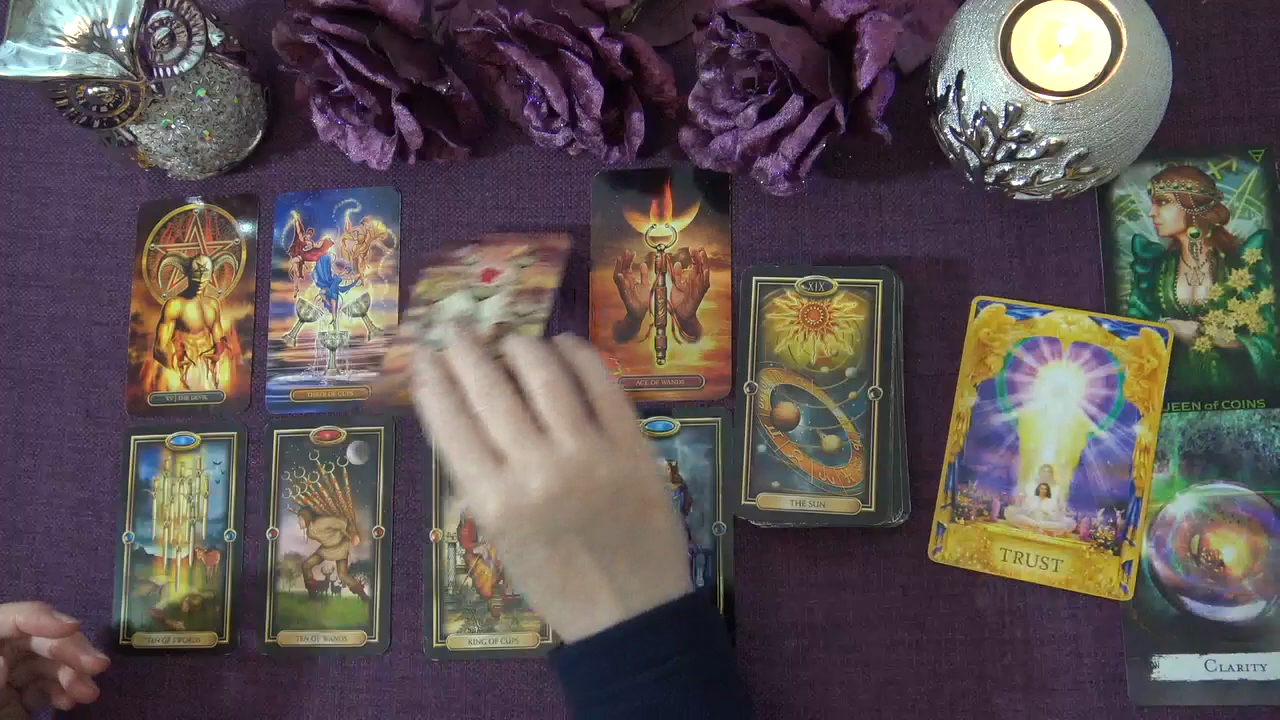 XV | THE DEVIL
THREE OF CUPS
ACE OF WANDS
XIX
THE SUN
TEN OF SWORDS
TEN OF WANDS
KING OF CUPS
TRUST
UEEN of COINS
CLARITY